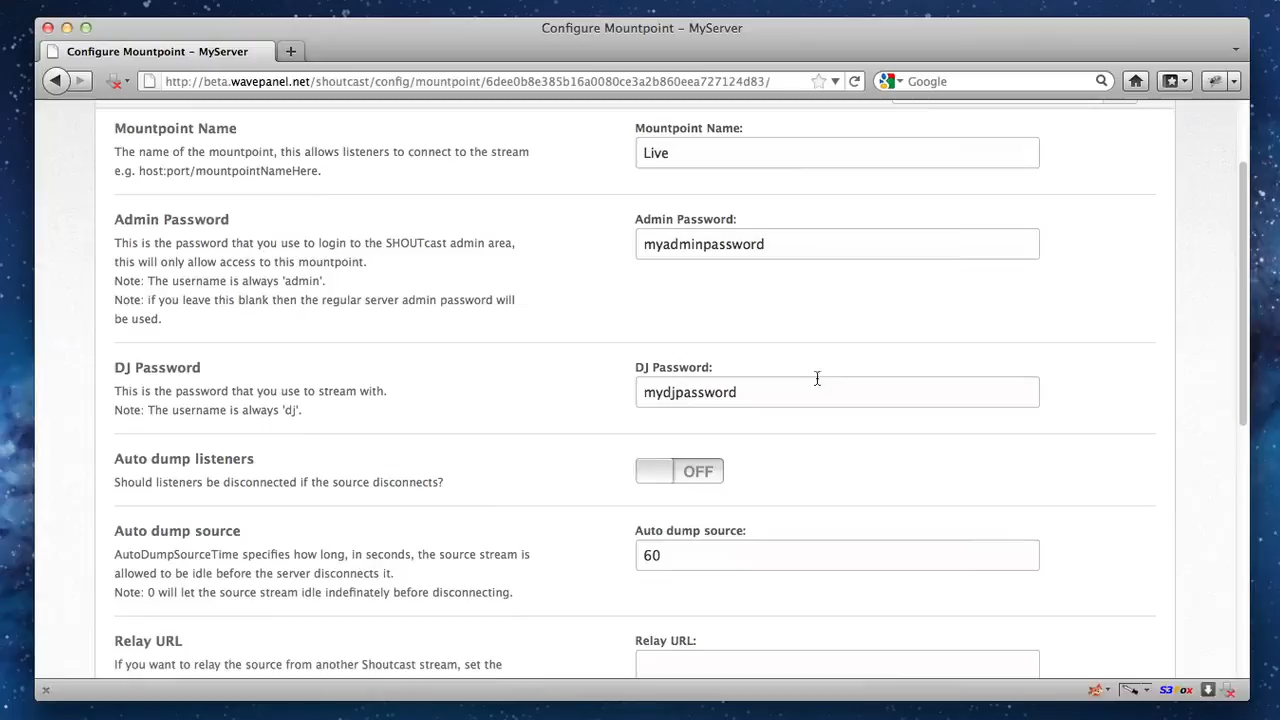 Configure Mountpoint – MyServer
Configure Mountpoint – MyServer
http://beta.wavepanel.net/shoutcast/config/mountpoint/6dee0b8e385b16a0080ce3a2b860eea727124d83/
Google
Mountpoint Name
Mountpoint Name:
The name of the mountpoint, this allows listeners to connect to the stream
e.g. host:port/mountpointNameHere.
Live
Admin Password
Admin Password:
This is the password that you use to login to the SHOUTcast admin area,
this will only allow access to this mountpoint.
Note: The username is always 'admin'.
Note: if you leave this blank then the regular server admin password will
be used.
myadminpassword
DJ Password
DJ Password:
This is the password that you use to stream with.
Note: The username is always 'dj'.
mydjpassword
Auto dump listeners
Should listeners be disconnected if the source disconnects?
OFF
Auto dump source
Auto dump source:
AutoDumpSourceTime specifies how long, in seconds, the source stream is
allowed to be idle before the server disconnects it.
Note: 0 will let the source stream idle indefinately before disconnecting.
60
Relay URL
Relay URL:
If you want to relay the source from another Shoutcast stream, set the
S3Fox